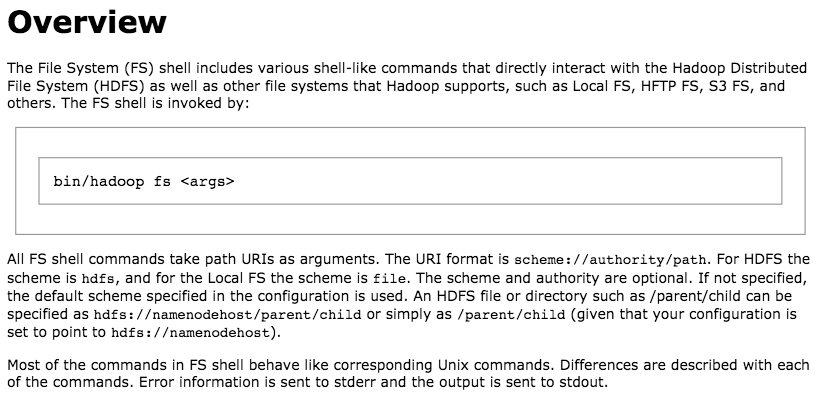 Overview
The File System (FS) shell includes various shell-like commands that directly interact with the Hadoop Distributed
File System (HDFS) as well as other file systems that Hadoop supports, such as Local FS, HFTP FS, S3 FS, and
others. The FS shell is invoked by:
bin/hadoop fs <args>
All FS shell commands take path URIs as arguments. The URI format is scheme://authority/path. For HDFS the
scheme is hdfs, and for the Local FS the scheme is file. The scheme and authority are optional. If not specified,
the default scheme specified in the configuration is used. An HDFS file or directory such as /parent/child can be
specified as hdfs://namenodehost/parent/child or simply as /parent/child (given that your configuration is
set to point to hdfs://namenodehost).
Most of the commands in FS shell behave like corresponding Unix commands. Differences are described with each
of the commands. Error information is sent to stderr and the output is sent to stdout.